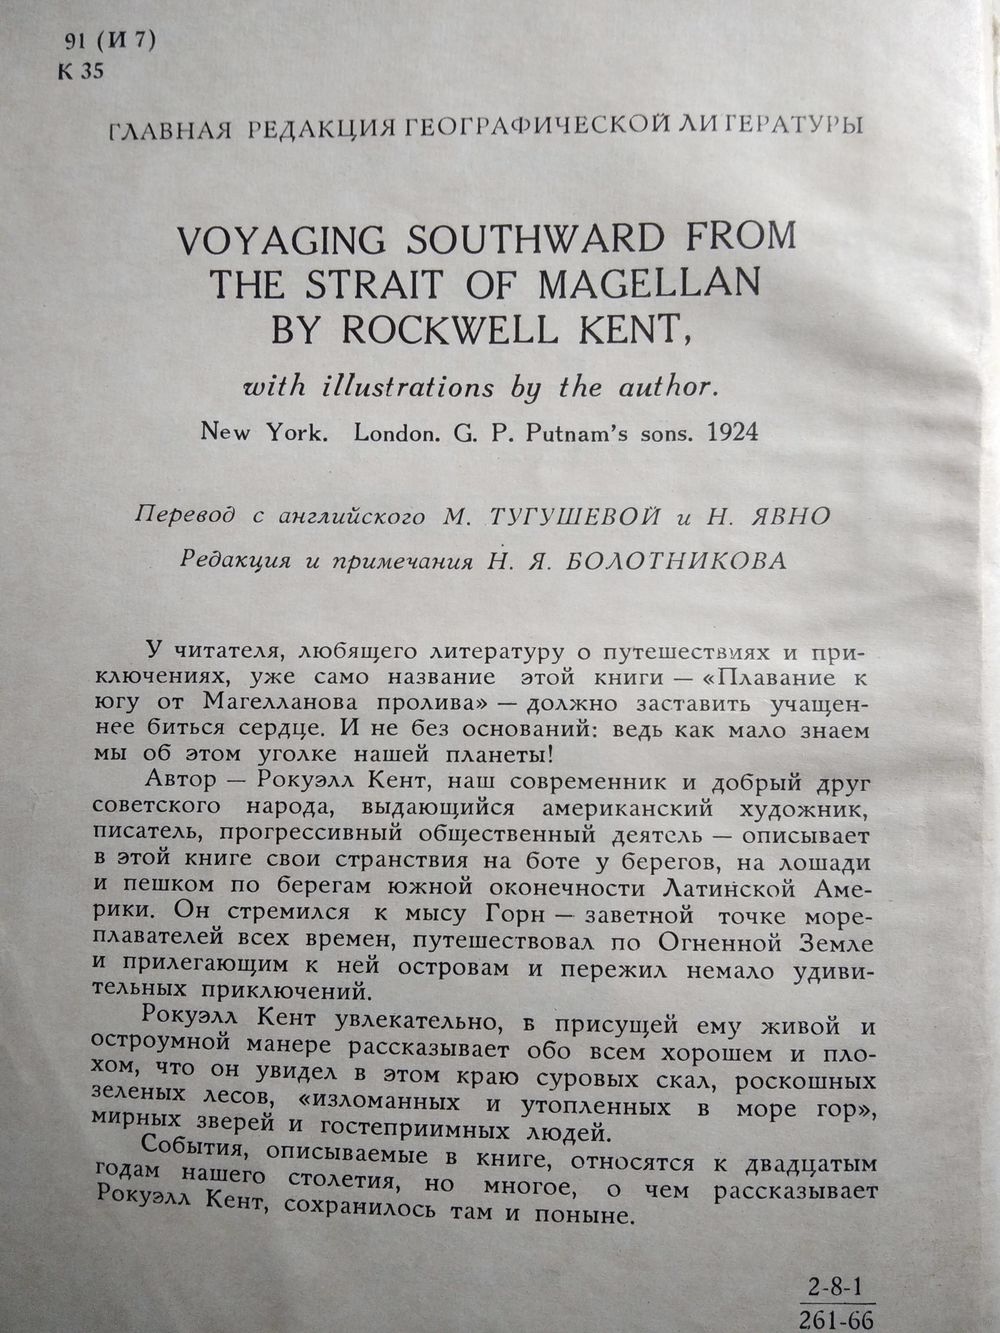 91 (И 7)
К 35
ГЛАВНАЯ РЕДАКЦИЯ ГЕОГРАФИЧЕСКОЙ ЛИТЕРАТУРЫ
VOYAGING SOUTHWARD FROM
THE STRAIT OF MAGELLAN
BY ROCKWELL KENT,
with illustrations by the author.
New York. London. G. P. Putnam's sons. 1924
Перевод с английского М. ТУГУШЕВОЙ и Н. ЯВНО
Редакция и примечания Н. Я. БОЛОТНИКОВА
У читателя, любящего литературу о путешествиях и при-
ключениях, уже само название этой книги — «Плавание к
югу от Магелланова пролива» — должно заставить учащен-
нее биться сердце. И не без оснований: ведь как мало знаем
мы об этом уголке нашей планеты!
Автор — Рокуэлл Кент, наш современник и добрый друг
советского народа, выдающийся американский художник,
писатель, прогрессивный общественный деятель — описывает
в этой книге свои странствия на боте у берегов, на лошади
и пешком по берегам южной оконечности Латинской Аме-
рики. Он стремился к мысу Горн — заветной точке море-
плавателей всех времен, путешествовал по Огненной Земле
и прилегающим к ней островам и пережил немало удиви-
тельных приключений.
Рокуэлл Кент увлекательно, в присущей ему живой и
остроумной манере рассказывает обо всем хорошем и пло-
хом, что он увидел в этом краю суровых скал, роскошных
зеленых лесов, «изломанных и утопленных в море гор»,
мирных зверей и гостеприимных людей.
События, описываемые в книге, относятся к двадцатым
годам нашего столетия, но многое, о чем рассказывает
Рокуэлл Кент, сохранилось там и поныне.
2-8-1
261-66